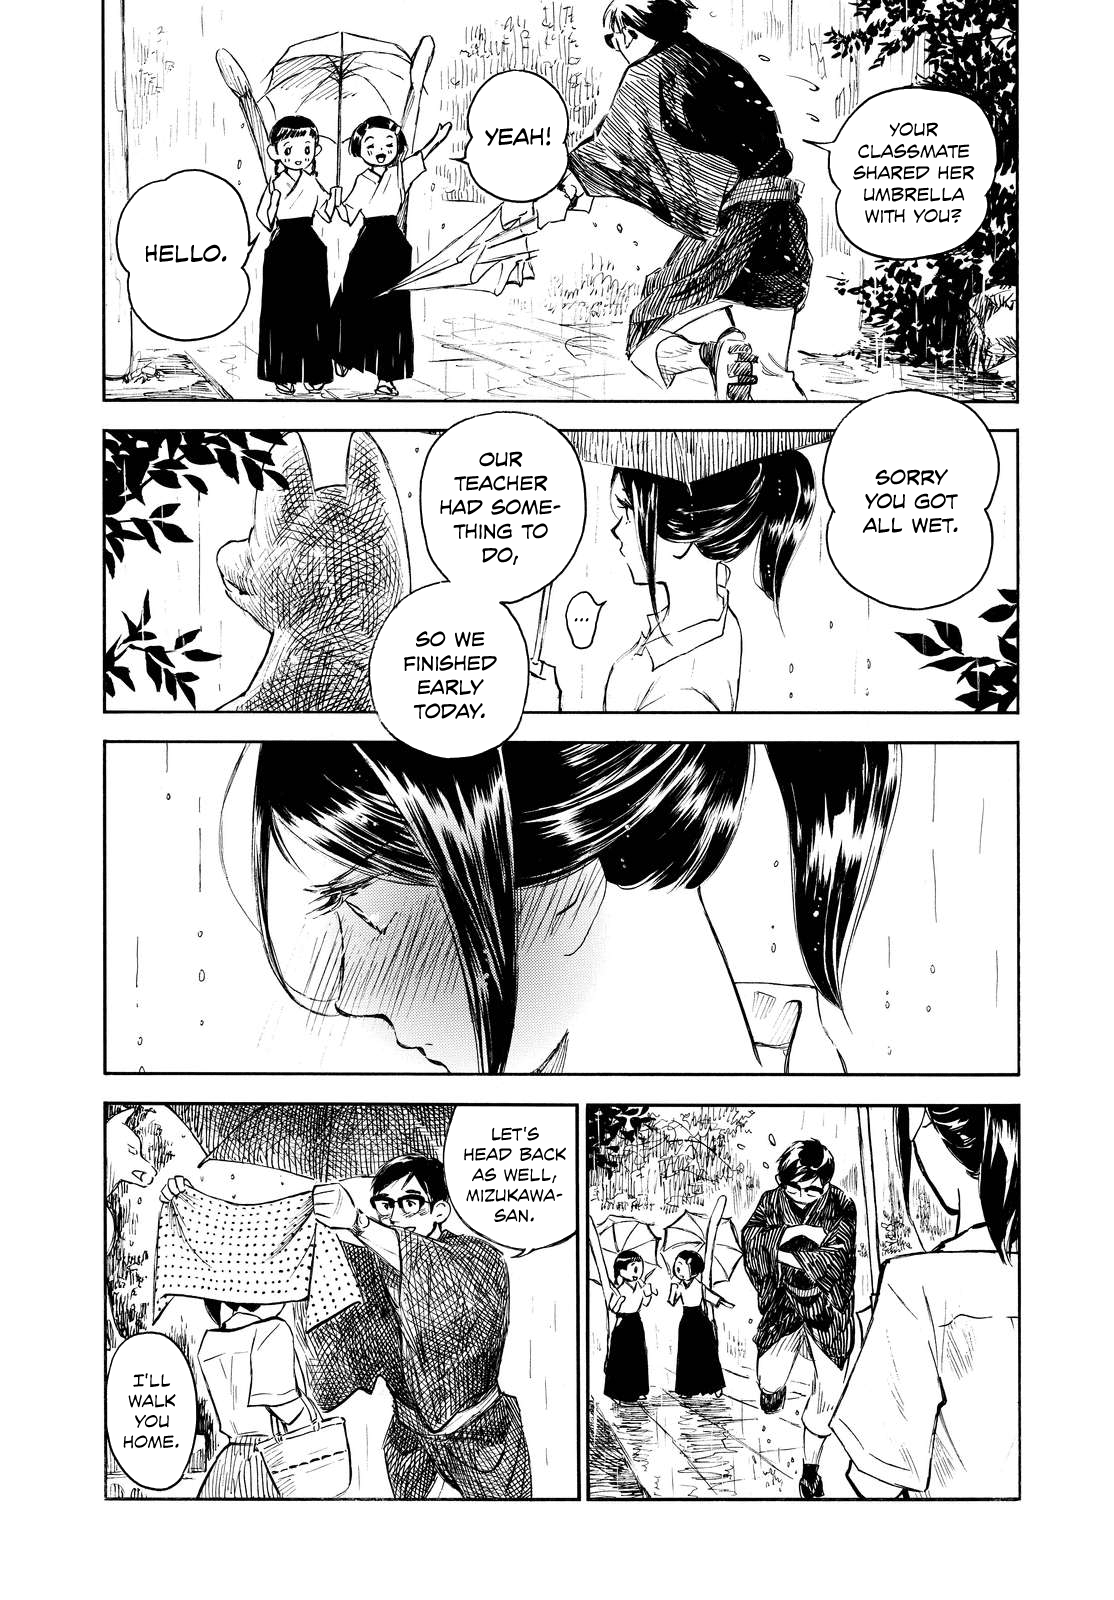 YOUR
CLASSMATE
SHARED HER
UMBRELLA
WITH YOU?
YEAH!
HELLO.
SORRY
YOU GOT
ALL WET.
OUR
TEACHER
HAD SOME-
THING TO
DO,
SO WE
FINISHED
EARLY
TODAY.
...
LET'S
HEAD BACK
AS WELL,
MIZUKAWA-
SAN.
I'LL
WALK
YOU
HOME.